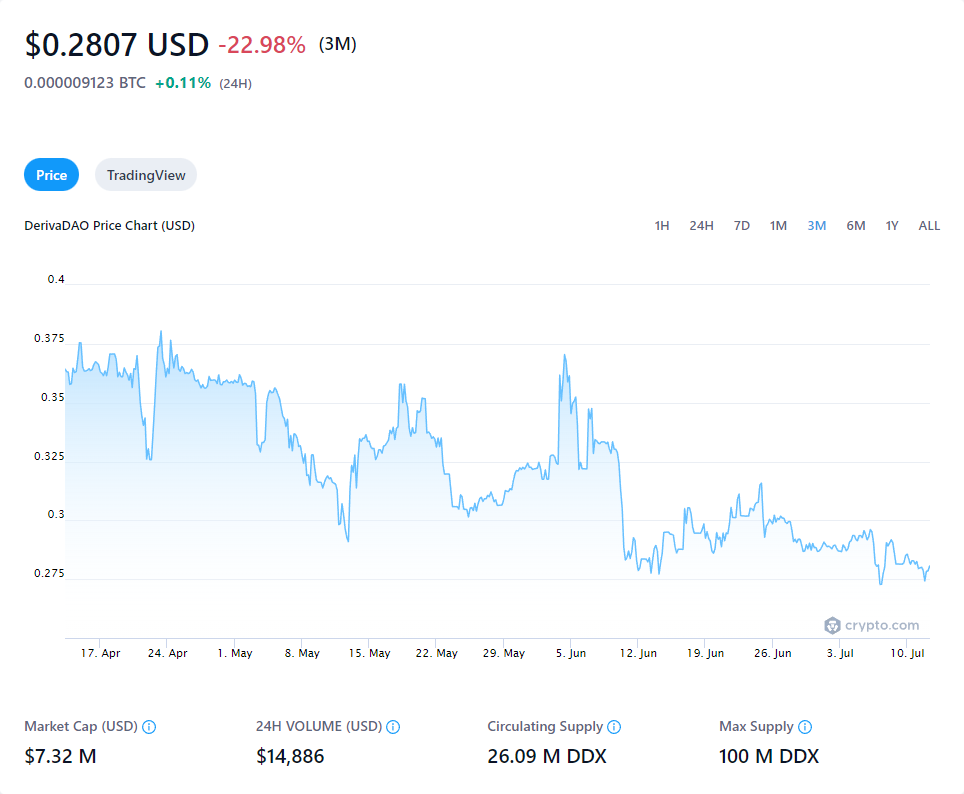 $0.2807 USD -22.98% (3M)
0.000009123 BTC +0.11% (24H)
Price TradingView
DerivaDAO Price Chart (USD) 1H 24H 7D 1M 3M 6M 1Y ALL
0.4
0.375
0.35
0.325
0.3
0.275
crypto.com
17. Apr 24. Apr 1. May 8. May 15. May 22. May 29. May 5. Jun 12. Jun 19. Jun 26. Jun 3. Jul 10. Jul
Market Cap (USD) 24H VOLUME (USD) Circulating Supply Max Supply
$7.32 M $14,886 26.09 M DDX 100 M DDX